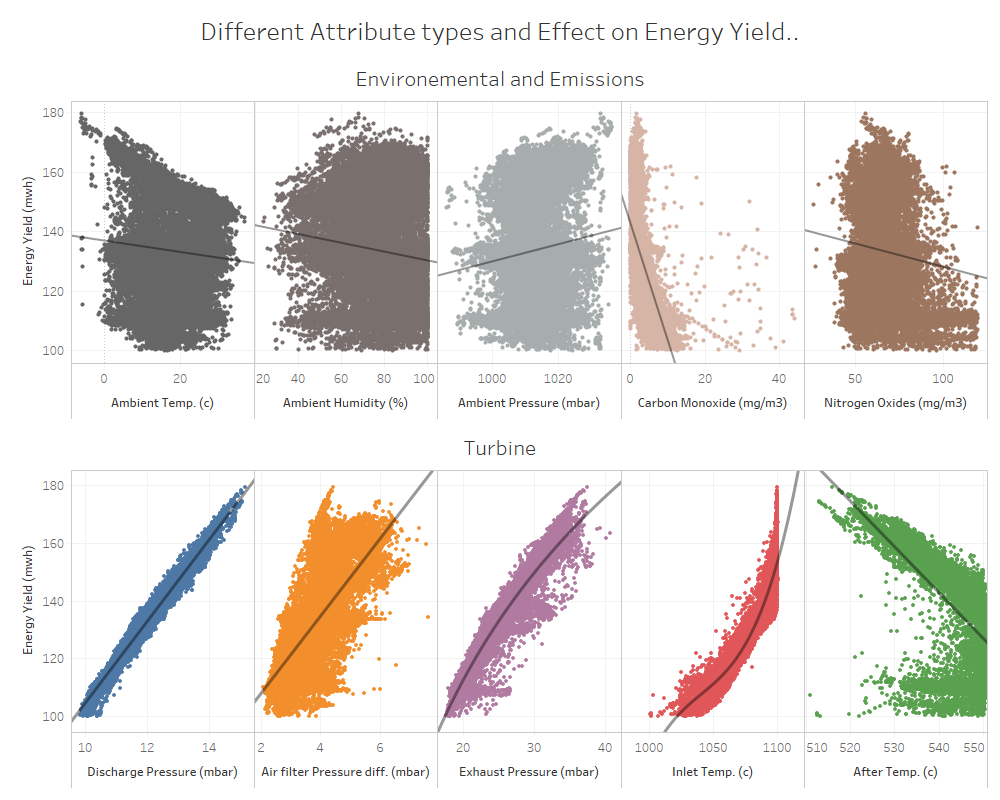 Different Attribute types and Effect on Energy Yield..
Environemental and Emissions
Energy Yield (mwh)
180
160
140
120
100
0 20
20 40 60 80 100
1000 1020
0 20 40
50 100
Ambient Temp. (c) Ambient Humidity (%) Ambient Pressure (mbar) Carbon Monoxide (mg/m3) Nitrogen Oxides (mg/m3)
Turbine
Energy Yield (mwh)
180
160
140
120
100
10 12 14
2 4 6
20 30 40
1000 1050 1100
510 520 530 540 550
Discharge Pressure (mbar) Air filter Pressure diff. (mbar) Exhaust Pressure (mbar) Inlet Temp. (c) After Temp. (c)